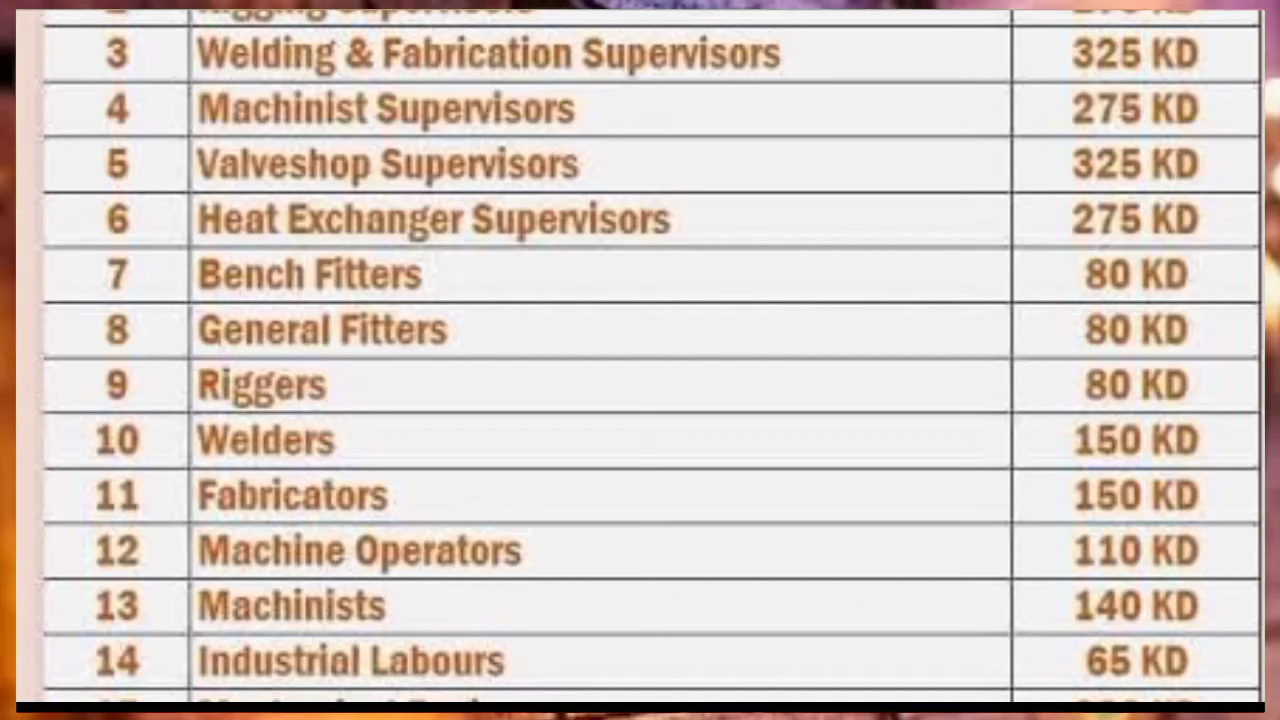 3 Welding & Fabrication Supervisors 325 KD
4 Machinist Supervisors 275 KD
5 Valveshop Supervisors 325 KD
6 Heat Exchanger Supervisors 275 KD
7 Bench Fitters 80 KD
8 General Fitters 80 KD
9 Riggers 80 KD
10 Welders 150 KD
11 Fabricators 150 KD
12 Machine Operators 110 KD
13 Machinists 140 KD
14 Industrial Labours 65 KD